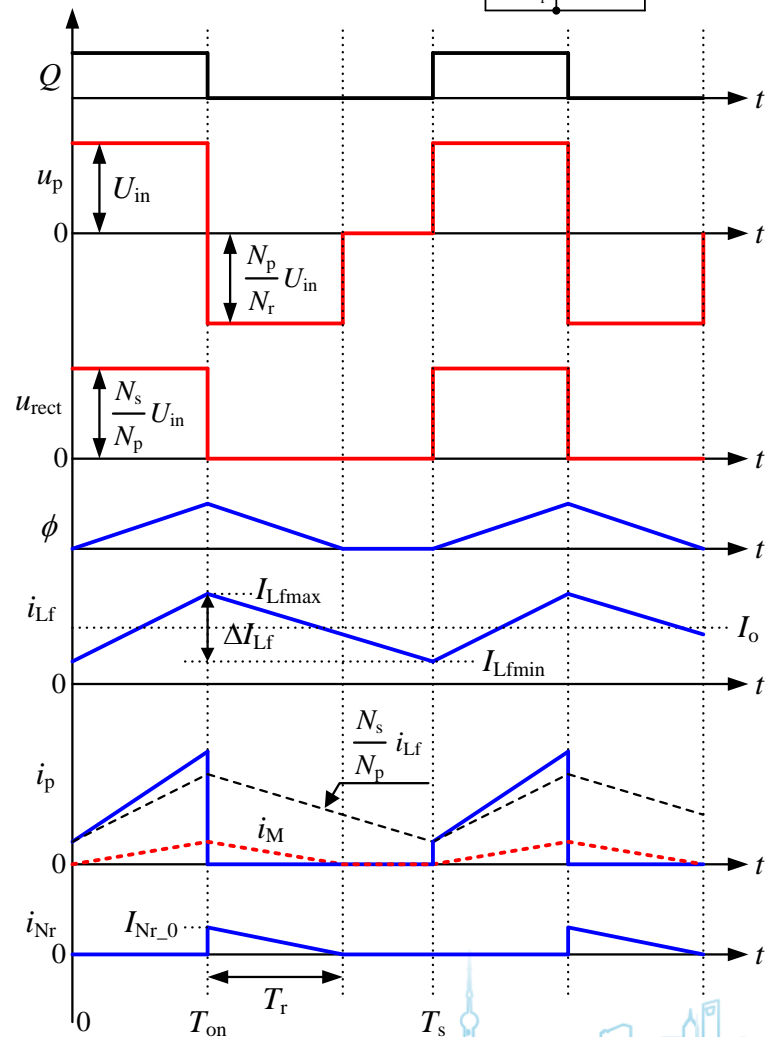 p
Q
t
u_p
U_in
0
t
N_p/N_r U_in
u_rect
N_s/N_p U_in
0
t
ϕ
t
i_Lf
I_Lfmax
ΔI_Lf
I_o
I_Lfmin
0
t
N_s/N_p i_Lf
i_p
i_M
0
t
i_Nr
I_Nr_0
0
t
T_r
0
T_on
T_s